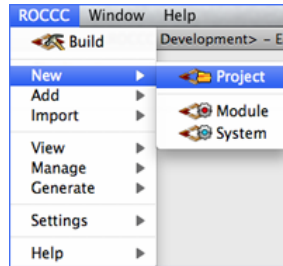 ROCCC Window Help
Build
Development> - E
New
Project
Add
Module
Import
System
View
Manage
Generate
Settings
Help